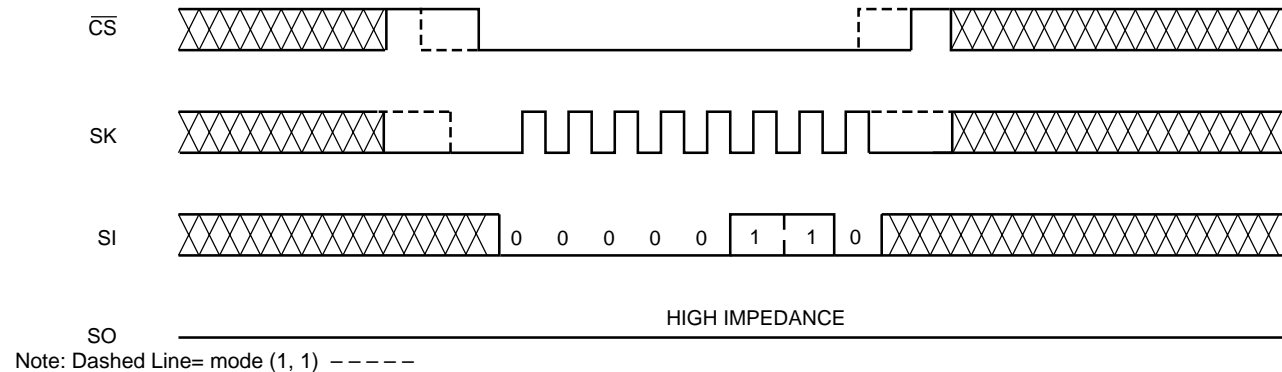 CS
SK
SI
0 0 0 0 0 1 1 0
HIGH IMPEDANCE
SO
Note: Dashed Line= mode (1, 1) – – – – –